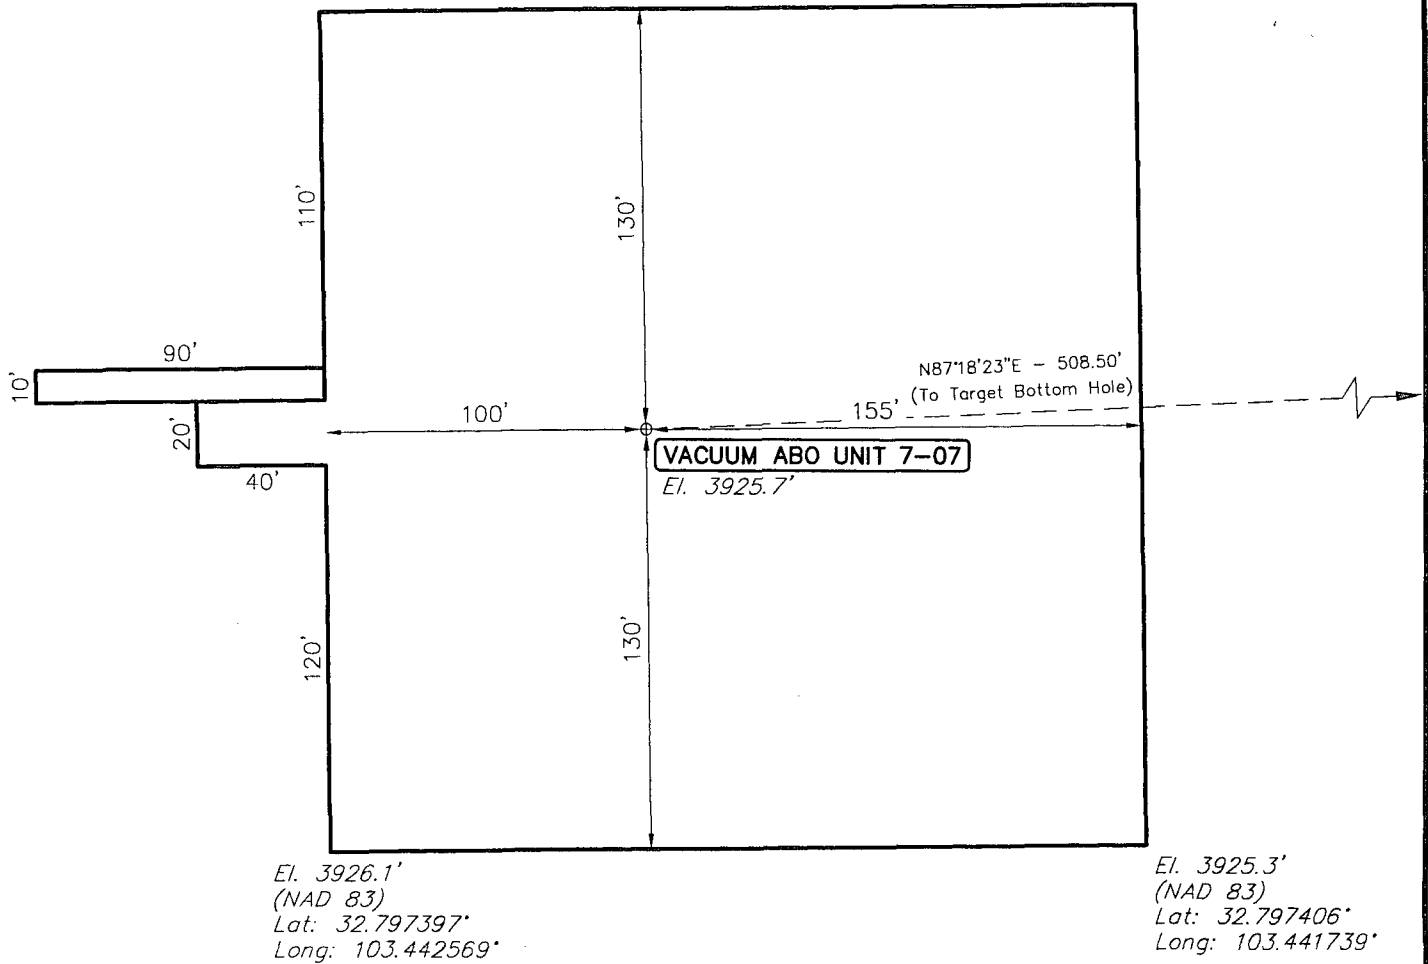 110'
130'
90'
10'
N87°18'23"E - 508.50'
(To Target Bottom Hole)
100'
155'
20'
40'
VACUUM ABO UNIT 7-07
El. 3925.7'
120'
130'
El. 3926.1'
(NAD 83)
Lat: 32.797397°
Long: 103.442569°
El. 3925.3'
(NAD 83)
Lat: 32.797406°
Long: 103.441739°